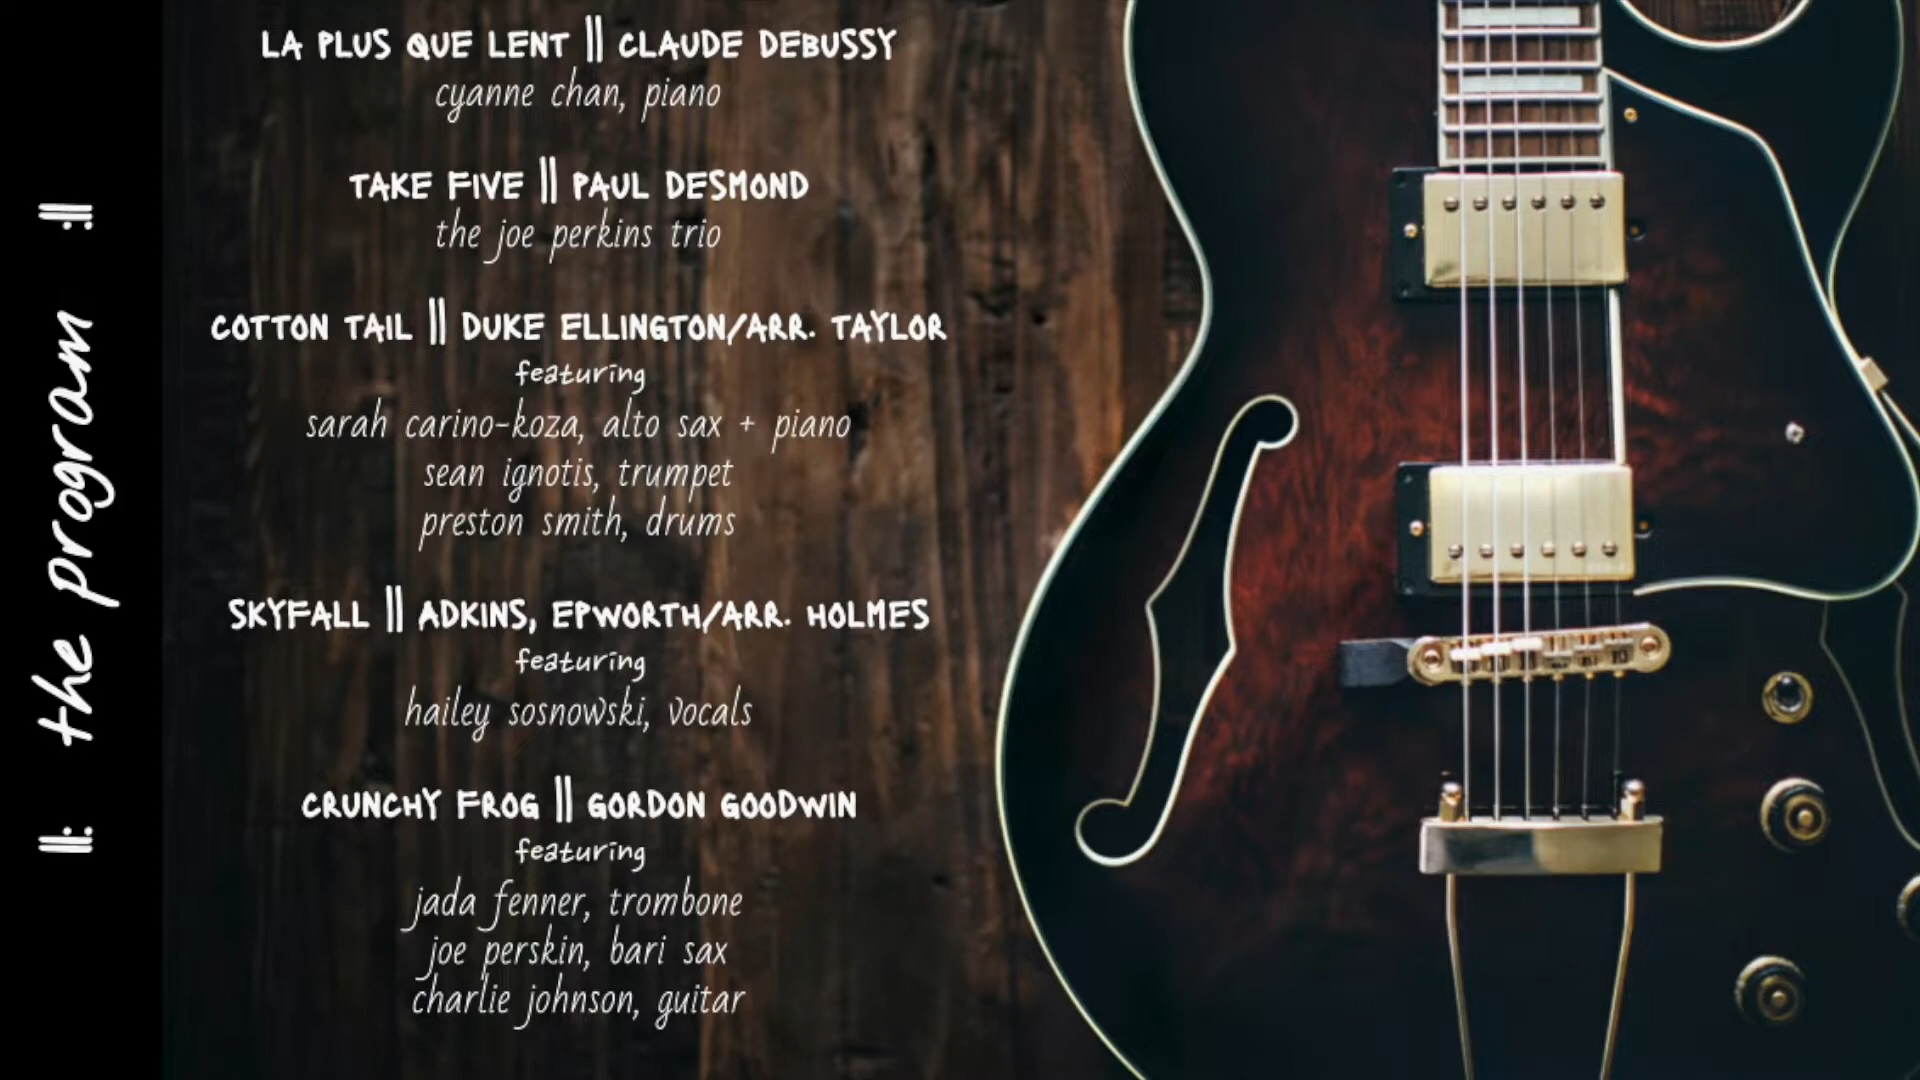 the program
LA PLUS QUE LENT || CLAUDE DEBUSSY
cyanne chan, piano
TAKE FIVE || PAUL DESMOND
the joe perkins trio
COTTON TAIL || DUKE ELLINGTON/ARR. TAYLOR
featuring
sarah carino-koza, alto sax + piano
sean ignotis, trumpet
preston smith, drums
SKYFALL || ADKINS, EPWORTH/ARR. HOLMES
featuring
hailey sosnowski, vocals
CRUNCHY FROG || GORDON GOODWIN
featuring
jada fenner, trombone
joe perskin, bari sax
charlie johnson, guitar